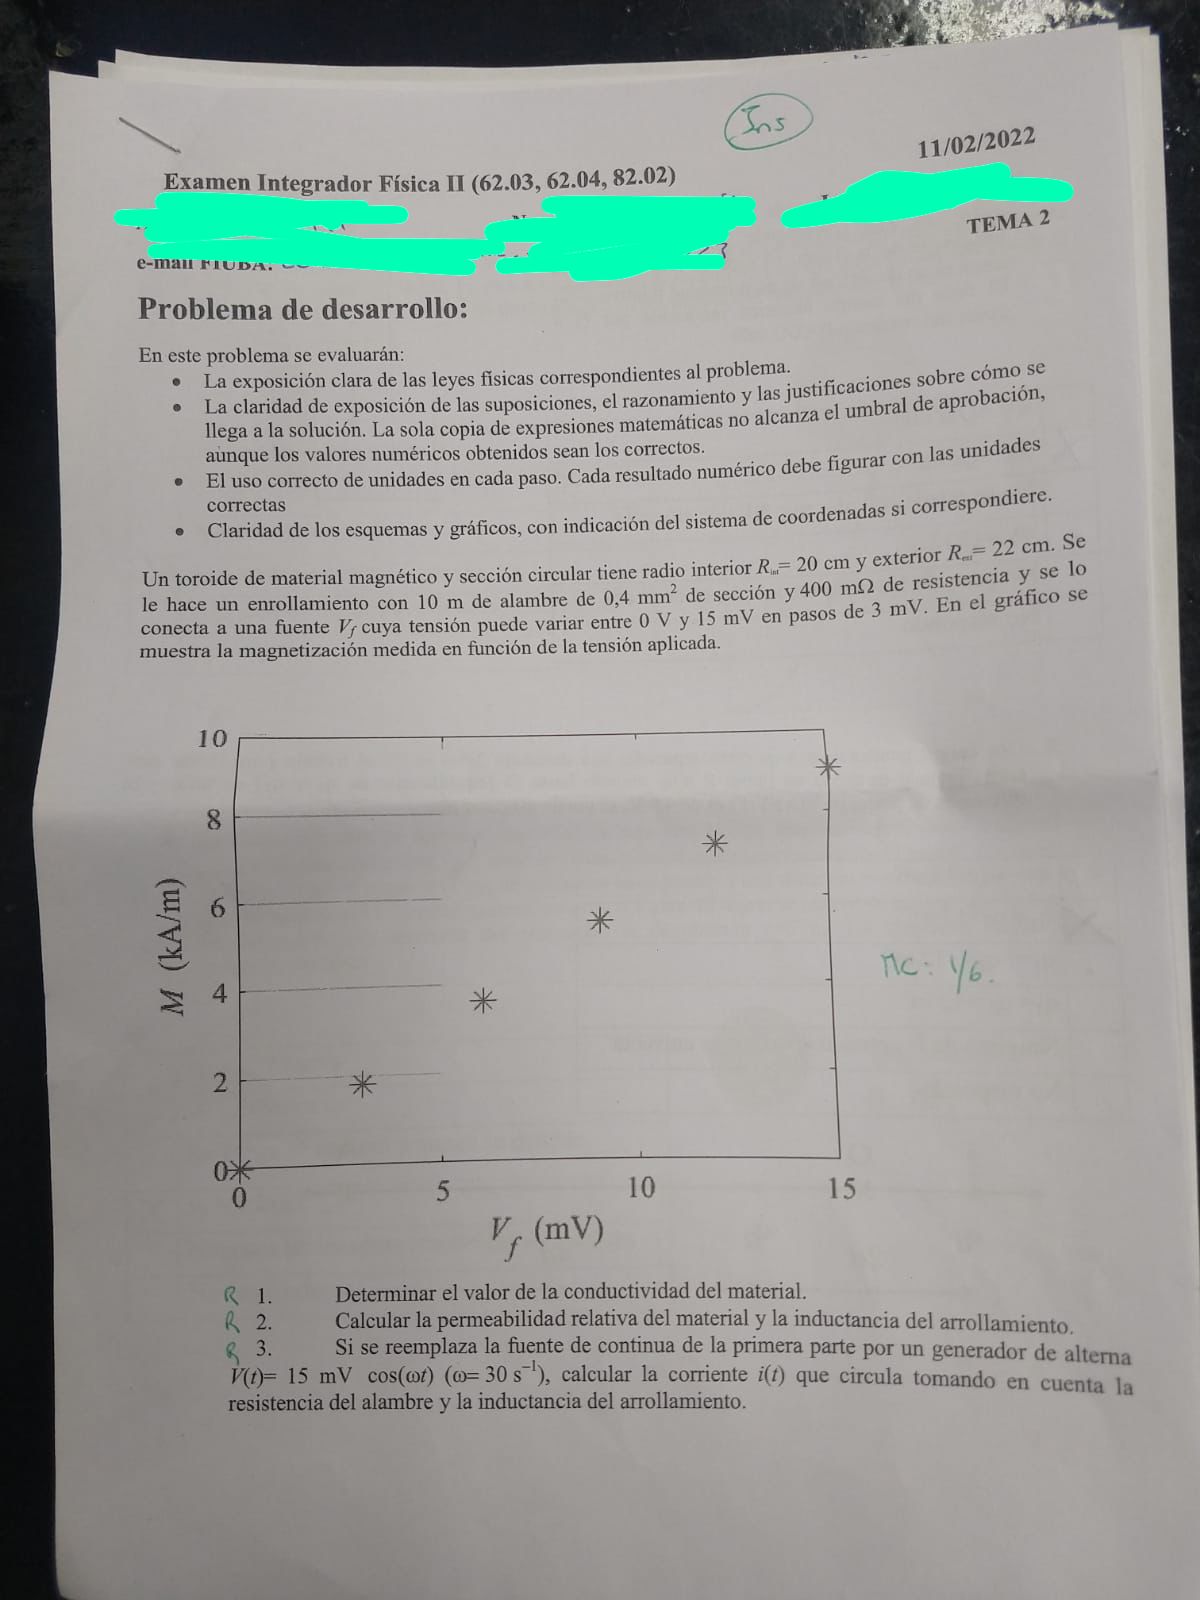 Ins
11/02/2022
Examen Integrador Física II (62.03, 62.04, 82.02)
TEMA 2
e-mail FIUBA:
Problema de desarrollo:
En este problema se evaluarán:
• La exposición clara de las leyes físicas correspondientes al problema.
• La claridad de exposición de las suposiciones, el razonamiento y las justificaciones sobre cómo se
llega a la solución. La sola copia de expresiones matemáticas no alcanza el umbral de aprobación,
aunque los valores numéricos obtenidos sean los correctos.
• El uso correcto de unidades en cada paso. Cada resultado numérico debe figurar con las unidades
correctas
• Claridad de los esquemas y gráficos, con indicación del sistema de coordenadas si correspondiere.
Un toroide de material magnético y sección circular tiene radio interior R= 20 cm y exterior R= 22 cm. Se
le hace un enrollamiento con 10 m de alambre de 0,4 mm² de sección y 400 mΩ de resistencia y se lo
conecta a una fuente Vf cuya tensión puede variar entre 0 V y 15 mV en pasos de 3 mV. En el gráfico se
muestra la magnetización medida en función de la tensión aplicada.
10
8
6
4
2
0
M (kA/m)
0 5 10 15
Vf (mV)
MC: 1/6.
R 1. Determinar el valor de la conductividad del material.
R 2. Calcular la permeabilidad relativa del material y la inductancia del arrollamiento.
R 3. Si se reemplaza la fuente de continua de la primera parte por un generador de alterna
V(t)= 15 mV cos(ωt) (ω= 30 s⁻¹), calcular la corriente i(t) que circula tomando en cuenta la
resistencia del alambre y la inductancia del arrollamiento.